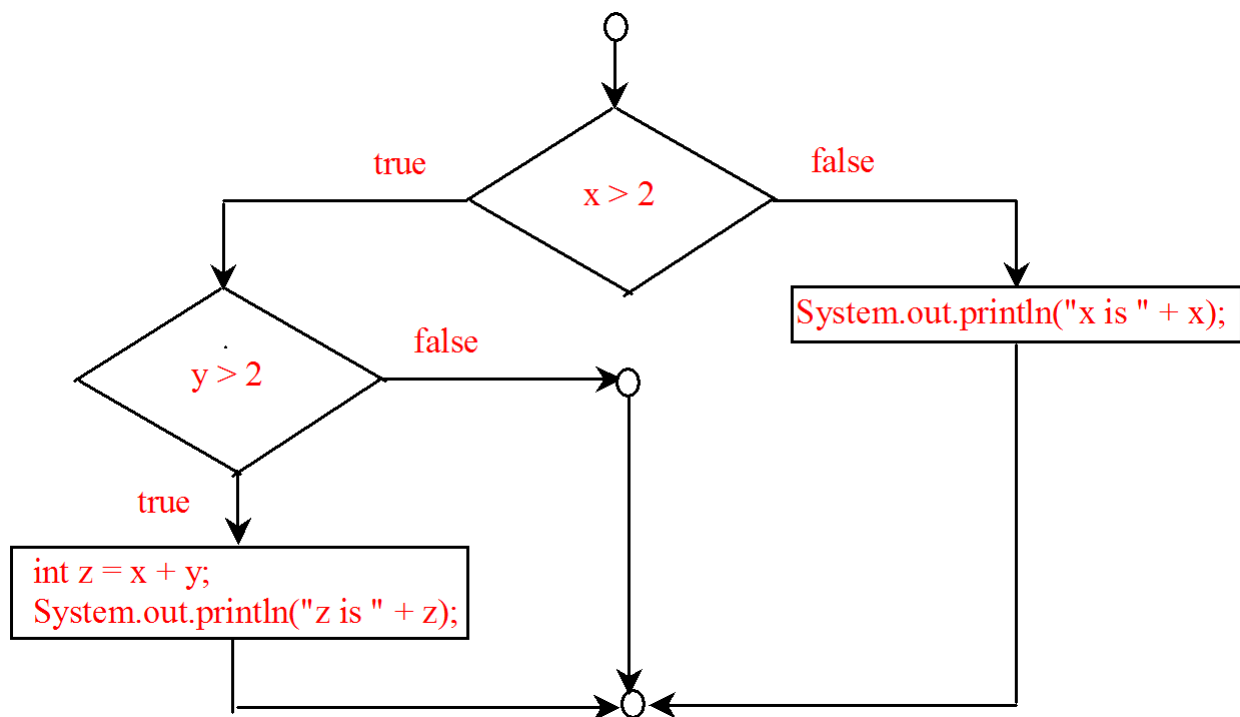 true
false
x > 2
System.out.println("x is " + x);
false
y > 2
true
int z = x + y;
System.out.println("z is " + z);